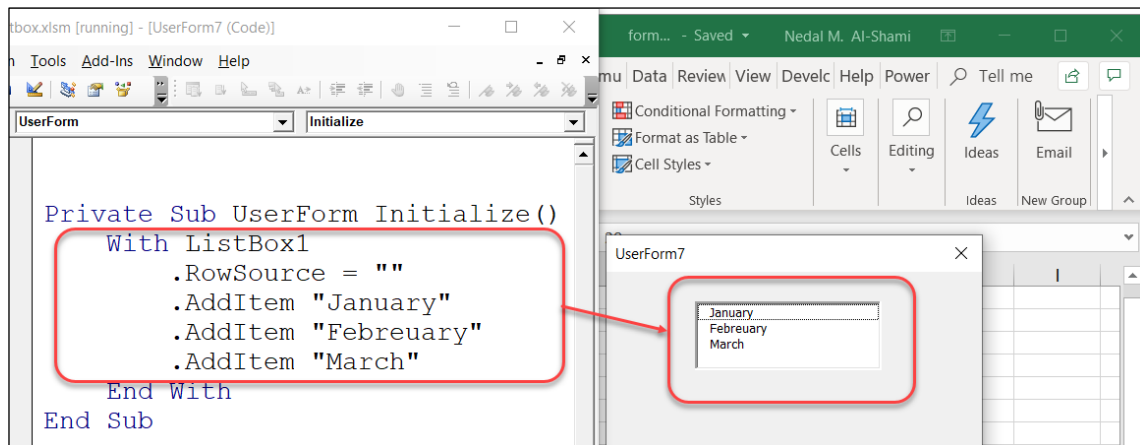 tbox.xlsm [running] - [UserForm7 (Code)]
Tools Add-Ins Window Help
UserForm
Initialize
Private Sub UserForm Initialize()
With ListBox1
.RowSource = ""
.AddItem "January"
.AddItem "Febreuary"
.AddItem "March"
End With
End Sub
form... - Saved
Nedal M. Al-Shami
mu Data Review View Develc Help Power Tell me
Conditional Formatting
Format as Table
Cell Styles
Styles
Cells
Editing
Ideas
Ideas
Email
New Group
I
UserForm7
January
Febreuary
March